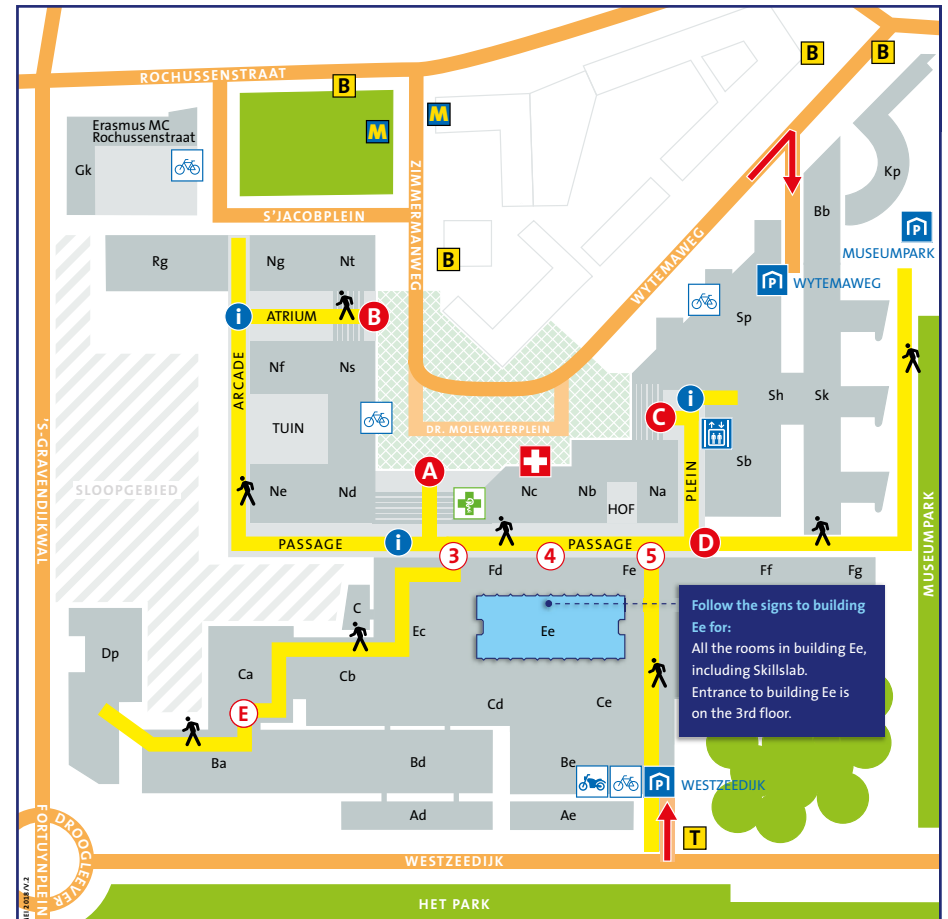 ROCHUSSENSTRAAT
B
B
B
Erasmus MC
Rochussenstraat
Gk
M
M
ZIMMERMANWEG
S'JACOBPLEIN
Kp
Bb
P
MUSEUMPARK
WYTEMAWEG
B
P
WYTEMAWEG
Rg
Ng
Nt
i
ATRIUM
B
Sp
ARCADE
Nf
Ns
TUIN
DR. MOLEWATERPLEIN
C
i
Sh
Sk
'S-GRAVENDIJKWAL
SLOOPGEBIED
Ne
Nd
A
Nc
Nb
HOF
Na
PLEIN
Sb
MUSEUMPARK
PASSAGE
i
PASSAGE
D
3
4
5
Fd
Fe
Ff
Fg
C
Ec
Ee
Follow the signs to building
Ee for:
All the rooms in building Ee,
including Skillslab.
Entrance to building Ee is
on the 3rd floor.
Dp
Ca
Cb
Cd
Ce
E
Ba
Bd
Be
P
WESTZEEDIJK
Ad
Ae
T
DROOGLEEVER
FORTUYNPLEIN
WESTZEEDIJK
HET PARK